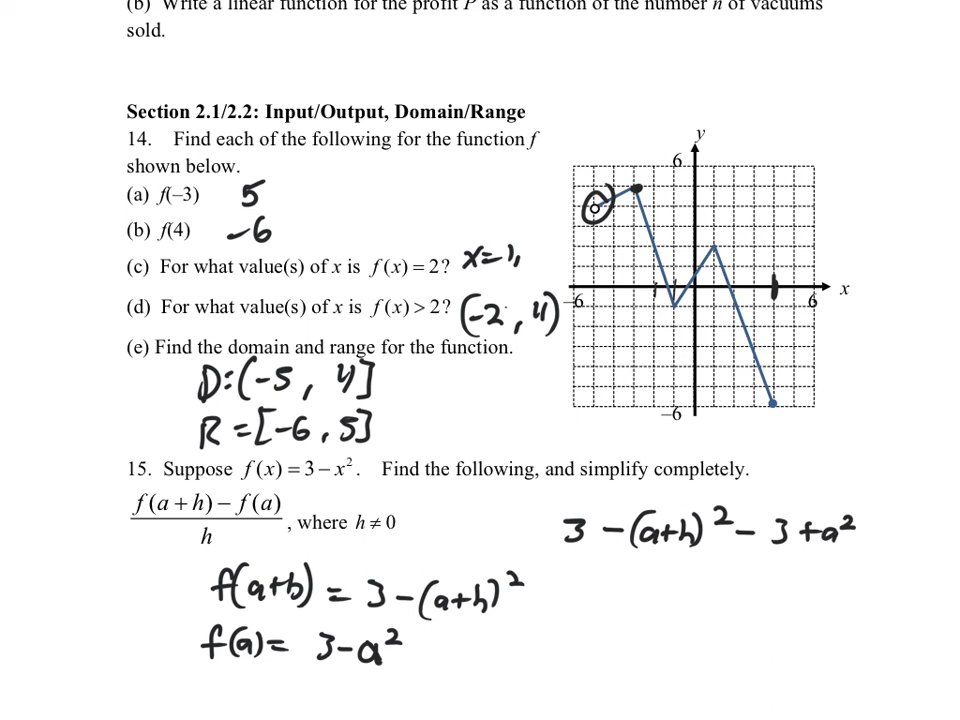 (b) Write a linear function for the profit P as a function of the number n of vacuums
sold.
Section 2.1/2.2: Input/Output, Domain/Range
14. Find each of the following for the function f
shown below.
(a) f(–3) 5
(b) f(4) –6
(c) For what value(s) of x is f(x) = 2? x=1,
(d) For what value(s) of x is f(x) > 2? (-2, 4)
(e) Find the domain and range for the function.
D:(-5, 4]
R=[-6, 5]
y
6
x
–6
6
–6
15. Suppose f(x) = 3 – x². Find the following, and simplify completely.
f(a + h) – f(a)
h
, where h ≠ 0
3 -(a+h)² - 3 +a²
f(a+h) = 3-(a+h)²
f(a)= 3-a²